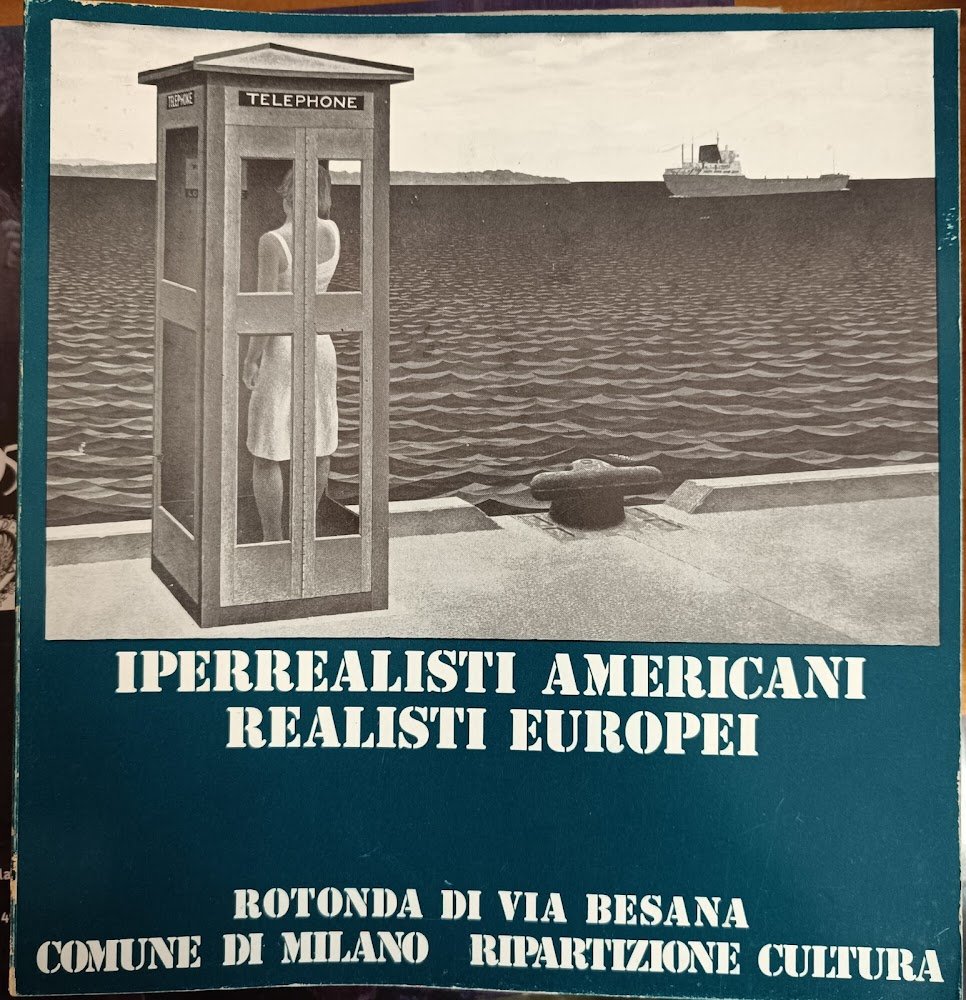 TELEPHONE
TELEPHONE
IPERREALISTI AMERICANI
REALISTI EUROPEI
ROTONDA DI VIA BESANA
COMUNE DI MILANO RIPARTIZIONE CULTURA